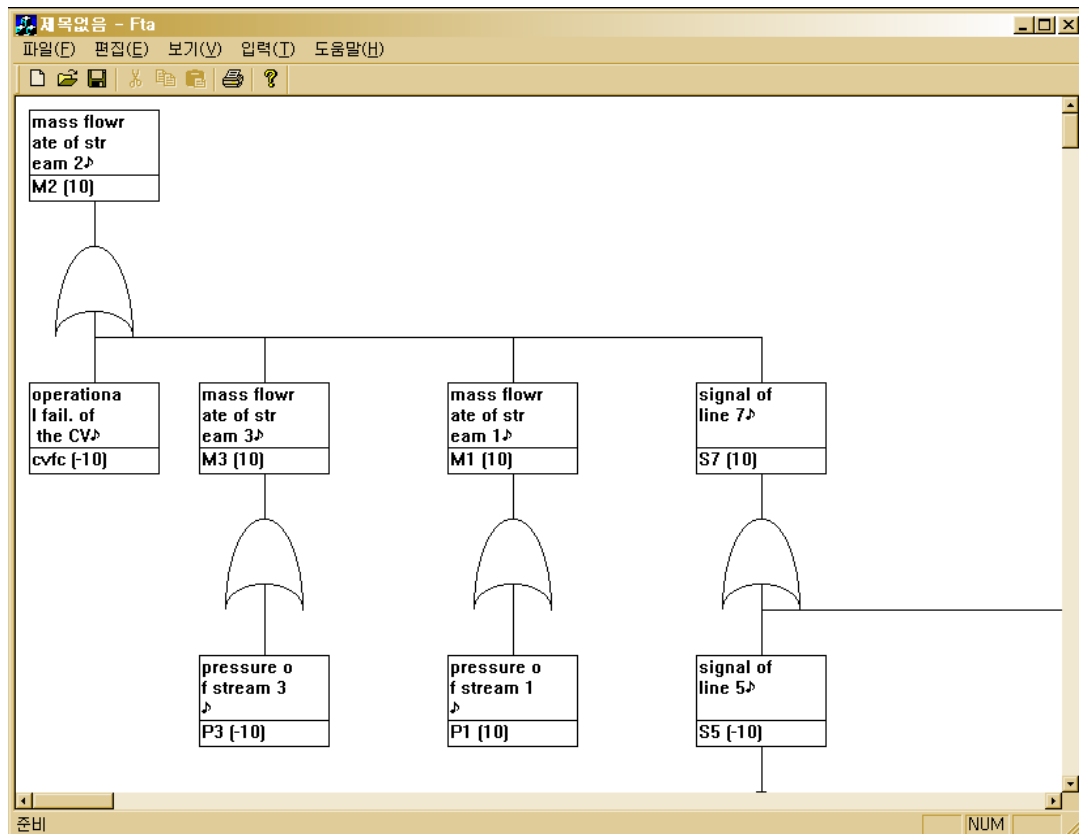 제목없음 - Fta
파일(F) 편집(E) 보기(V) 입력(T) 도움말(H)
mass flowr
ate of str
eam 2♪
M2 (10)
operationa
l fail. of
the CV♪
cvfc (-10)
mass flowr
ate of str
eam 3♪
M3 (10)
mass flowr
ate of str
eam 1♪
M1 (10)
signal of
line 7♪
S7 (10)
pressure o
f stream 3
♪
P3 (-10)
pressure o
f stream 1
♪
P1 (10)
signal of
line 5♪
S5 (-10)
준비
NUM